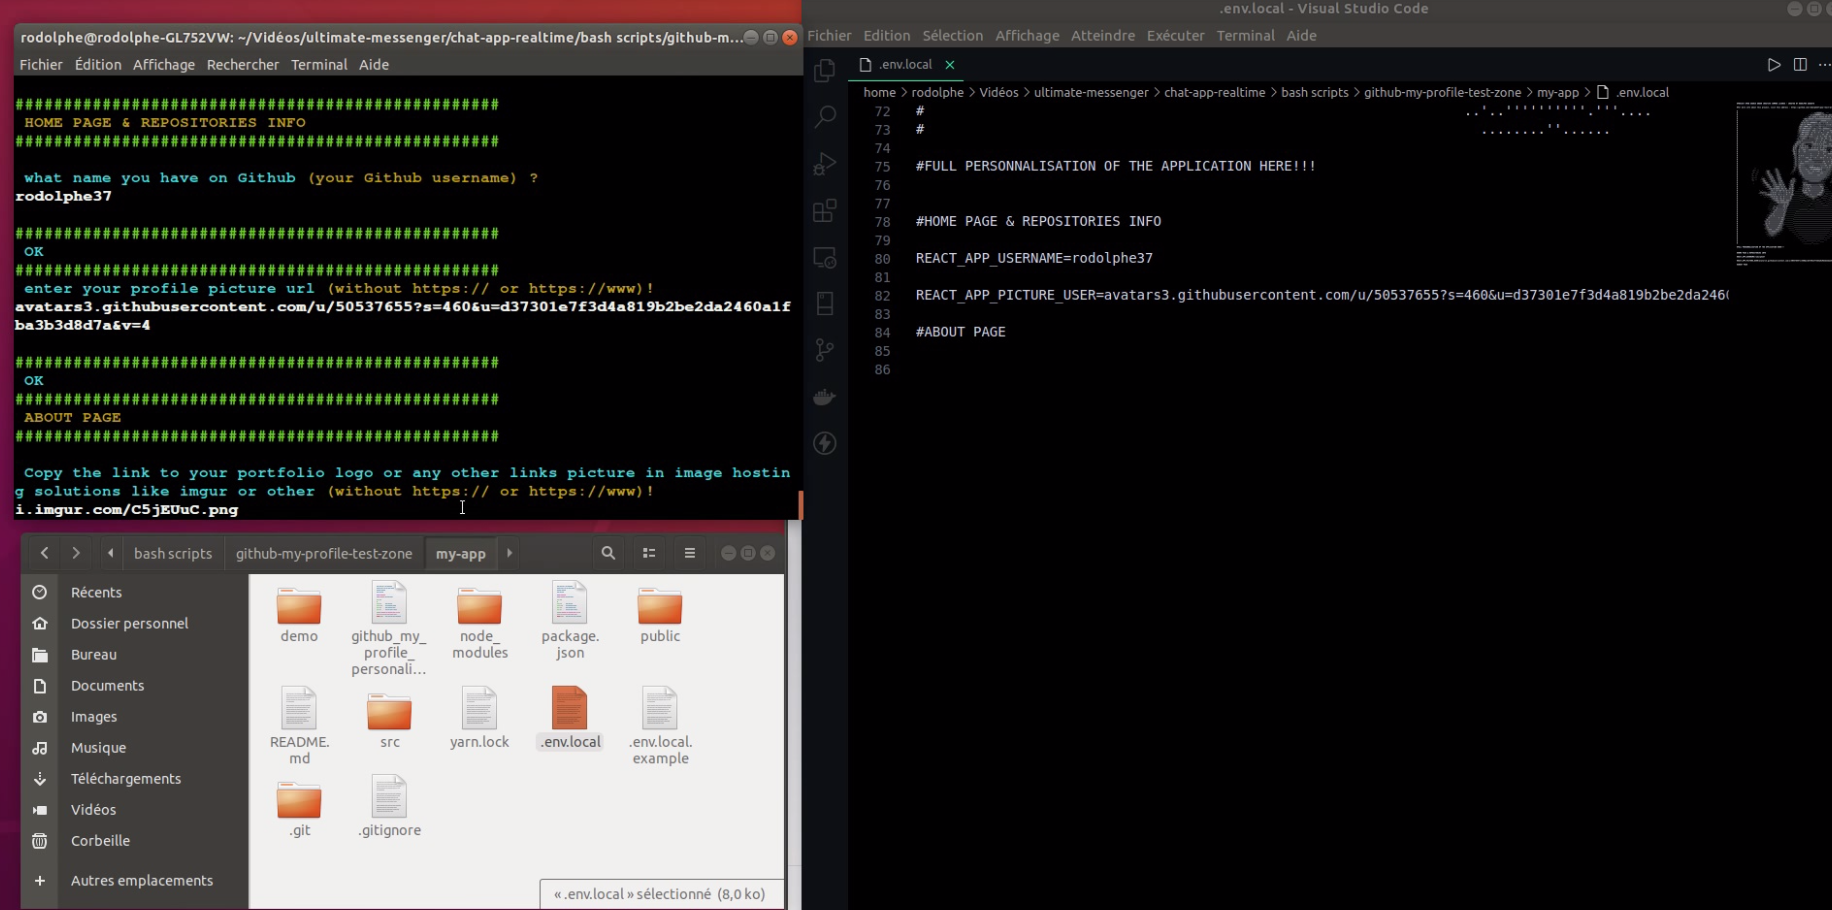 rodolphe@rodolphe-GL752VW: ~/Vidéos/ultimate-messenger/chat-app-realtime/bash scripts/github-m...
Fichier Édition Affichage Rechercher Terminal Aide
##################################################
HOME PAGE & REPOSITORIES INFO
##################################################
what name you have on Github (your Github username) ?
rodolphe37
##################################################
OK
##################################################
enter your profile picture url (without https:// or https://www)!
avatars3.githubusercontent.com/u/50537655?s=460&u=d37301e7f3d4a819b2be2da2460a1f
ba3b3d8d7a&v=4
##################################################
OK
##################################################
ABOUT PAGE
##################################################
Copy the link to your portfolio logo or any other links picture in image hostin
g solutions like imgur or other (without https:// or https://www)!
i.imgur.com/C5jEUuC.png
bash scripts github-my-profile-test-zone my-app
Récents
Dossier personnel
Bureau
Documents
Images
Musique
Téléchargements
Vidéos
Corbeille
Autres emplacements
demo
github_my_
profile_
personali...
node_
modules
package.
json
public
README.
md
src
yarn.lock
.env.local
.env.local.
example
.git
.gitignore
« .env.local » sélectionné (8,0 ko)
.env.local - Visual Studio Code
Fichier Edition Sélection Affichage Atteindre Exécuter Terminal Aide
.env.local
home > rodolphe > Vidéos > ultimate-messenger > chat-app-realtime > bash scripts > github-my-profile-test-zone > my-app > .env.local
72 #
73 #
74
75 #FULL PERSONNALISATION OF THE APPLICATION HERE!!!
76
77
78 #HOME PAGE & REPOSITORIES INFO
79
80 REACT_APP_USERNAME=rodolphe37
81
82 REACT_APP_PICTURE_USER=avatars3.githubusercontent.com/u/50537655?s=460&u=d37301e7f3d4a819b2be2da2460
83
84 #ABOUT PAGE
85
86